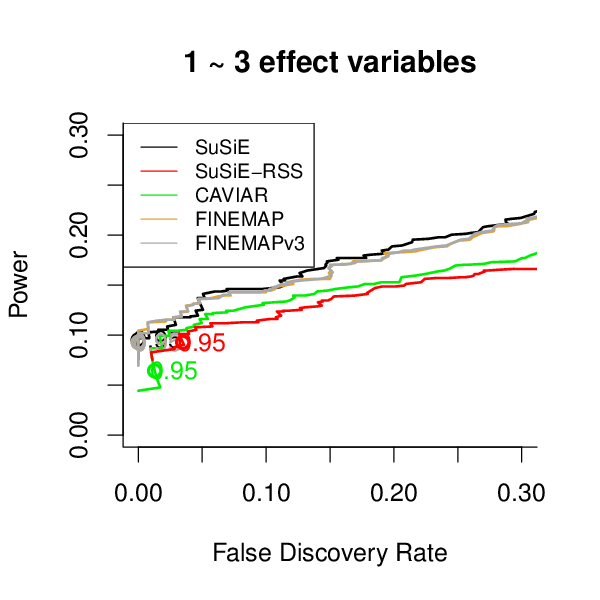 1 ~ 3 effect variables
SuSiE
SuSiE−RSS
CAVIAR
FINEMAP
FINEMAPv3
0.30
0.20
0.10
0.00
Power
0.95
0.95
0.00 0.10 0.20 0.30
False Discovery Rate